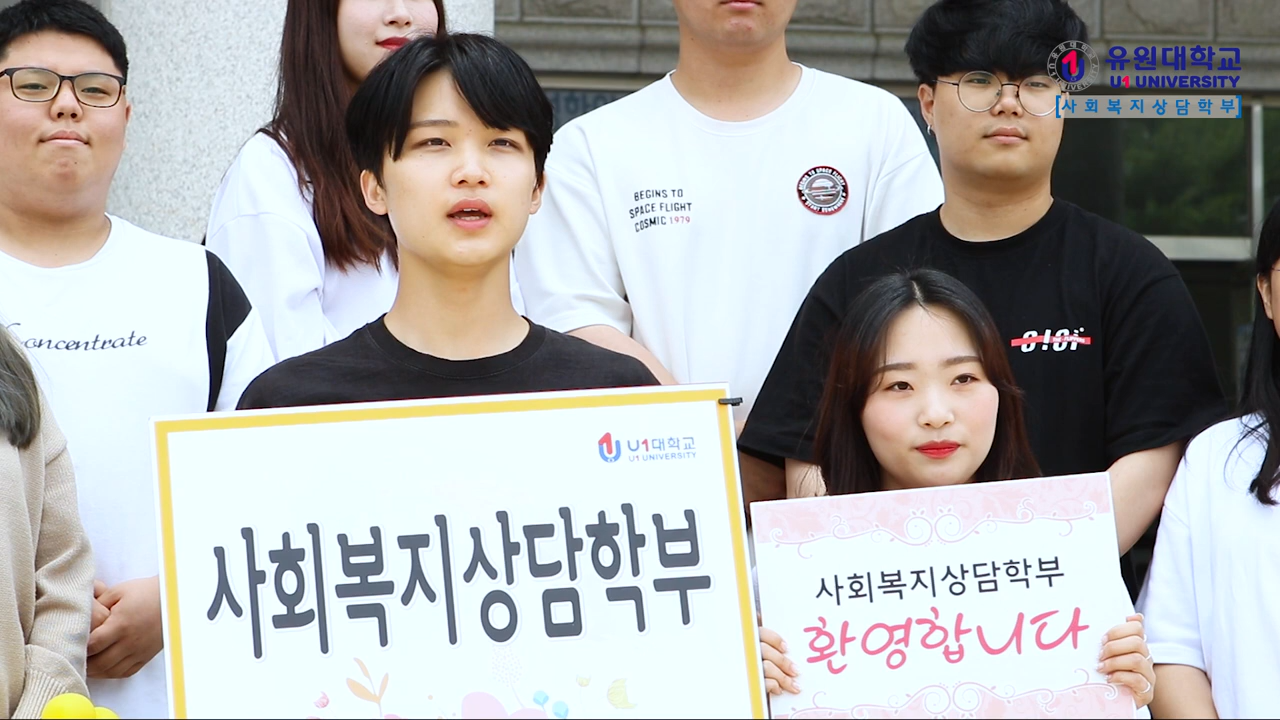 유원대학교
U1 UNIVERSITY
[사회복지상담학부]
BEGINS TO
SPACE FLIGHT
COSMIC 1979
Concentrate
U1대학교
U1 UNIVERSITY
사회복지상담학부
사회복지상담학부
환영합니다